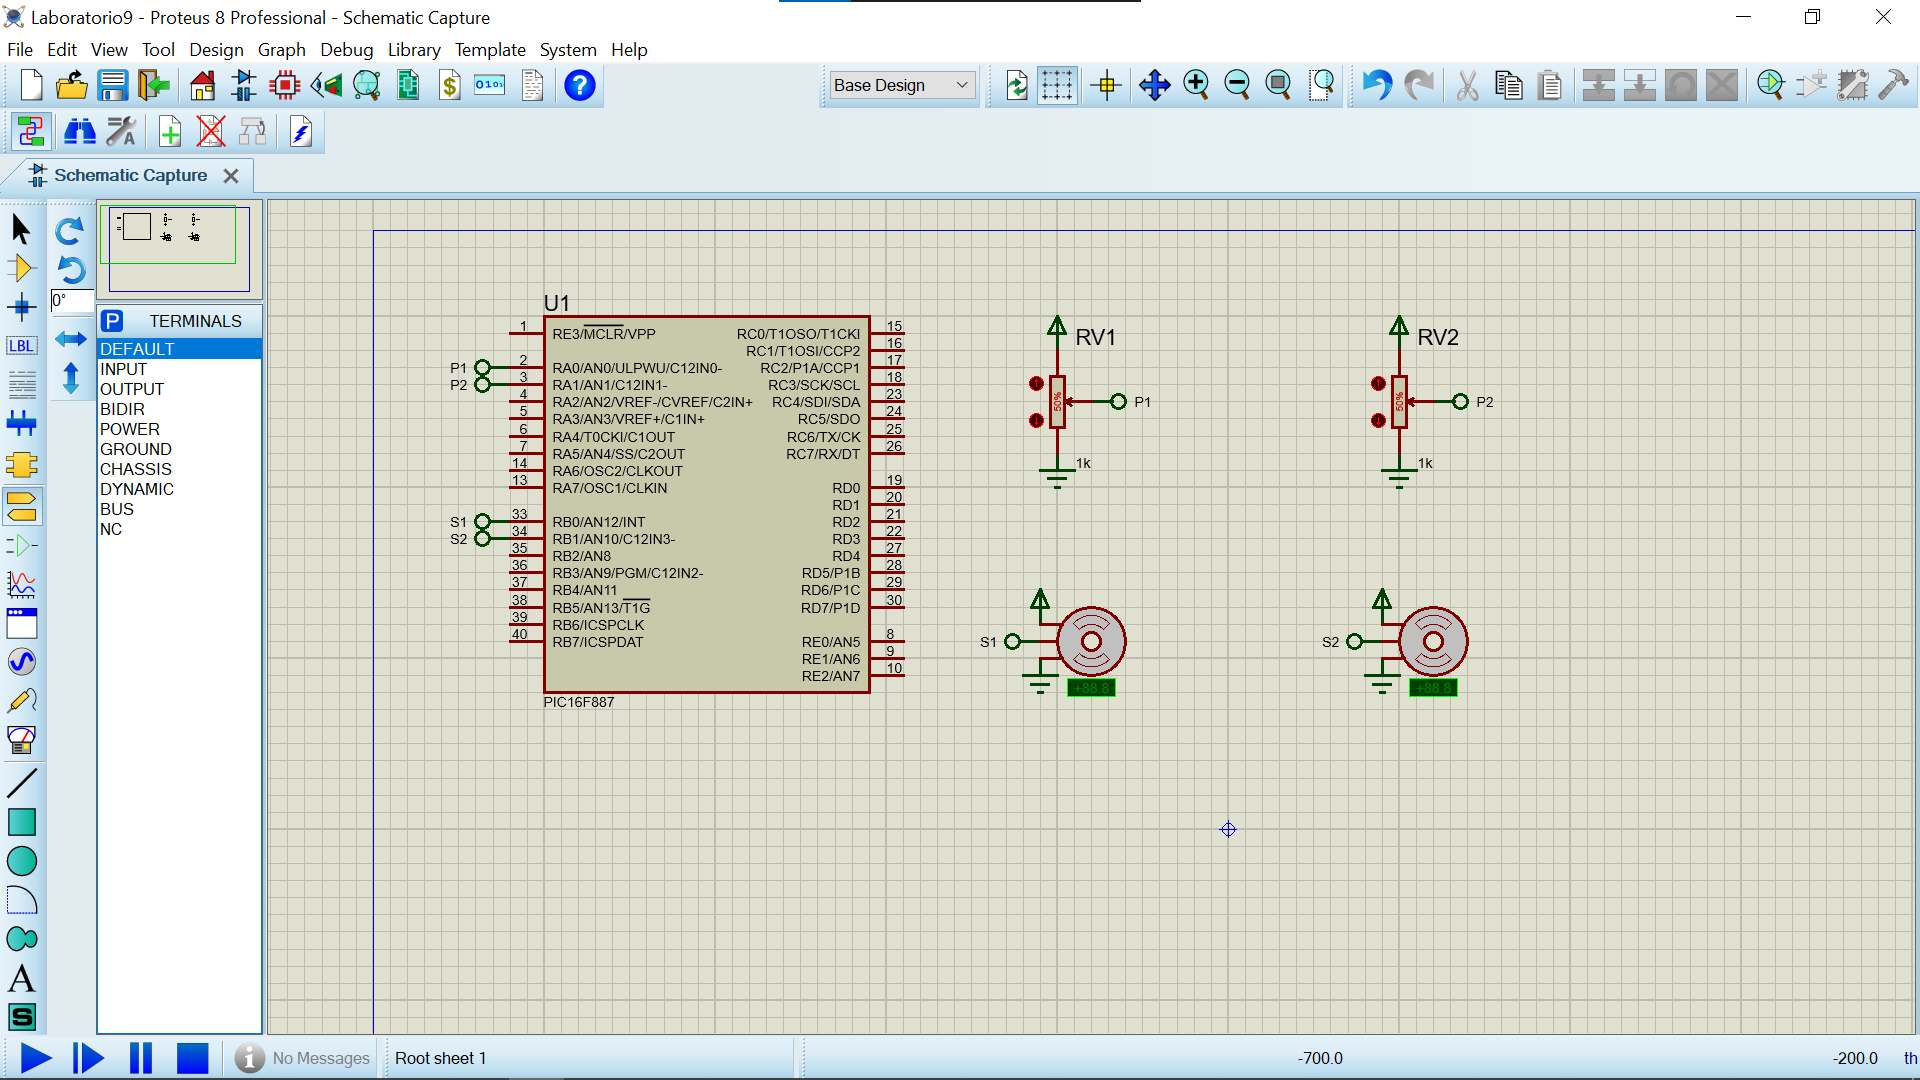 Laboratorio9 - Proteus 8 Professional - Schematic Capture
File Edit View Tool Design Graph Debug Library Template System Help
$
0101
?
Base Design
A
Schematic Capture
0°
LBL
P TERMINALS
DEFAULT
INPUT
OUTPUT
BIDIR
POWER
GROUND
CHASSIS
DYNAMIC
BUS
NC
A
S
U1
1 RE3/MCLR/VPP
P1 2 RA0/AN0/ULPWU/C12IN0-
P2 3 RA1/AN1/C12IN1-
4 RA2/AN2/VREF-/CVREF/C2IN+
5 RA3/AN3/VREF+/C1IN+
6 RA4/T0CKI/C1OUT
7 RA5/AN4/SS/C2OUT
14 RA6/OSC2/CLKOUT
13 RA7/OSC1/CLKIN
S1 33 RB0/AN12/INT
S2 34 RB1/AN10/C12IN3-
35 RB2/AN8
36 RB3/AN9/PGM/C12IN2-
37 RB4/AN11
38 RB5/AN13/T1G
39 RB6/ICSPCLK
40 RB7/ICSPDAT
RC0/T1OSO/T1CKI 15
RC1/T1OSI/CCP2 16
RC2/P1A/CCP1 17
RC3/SCK/SCL 18
RC4/SDI/SDA 23
RC5/SDO 24
RC6/TX/CK 25
RC7/RX/DT 26
RD0 19
RD1 20
RD2 21
RD3 22
RD4 27
RD5/P1B 28
RD6/P1C 29
RD7/P1D 30
RE0/AN5 8
RE1/AN6 9
RE2/AN7 10
PIC16F887
RV1
50%
P1
1k
RV2
50%
P2
1k
S1
+88.8
S2
+88.8
No Messages
Root sheet 1
-700.0
-200.0
th